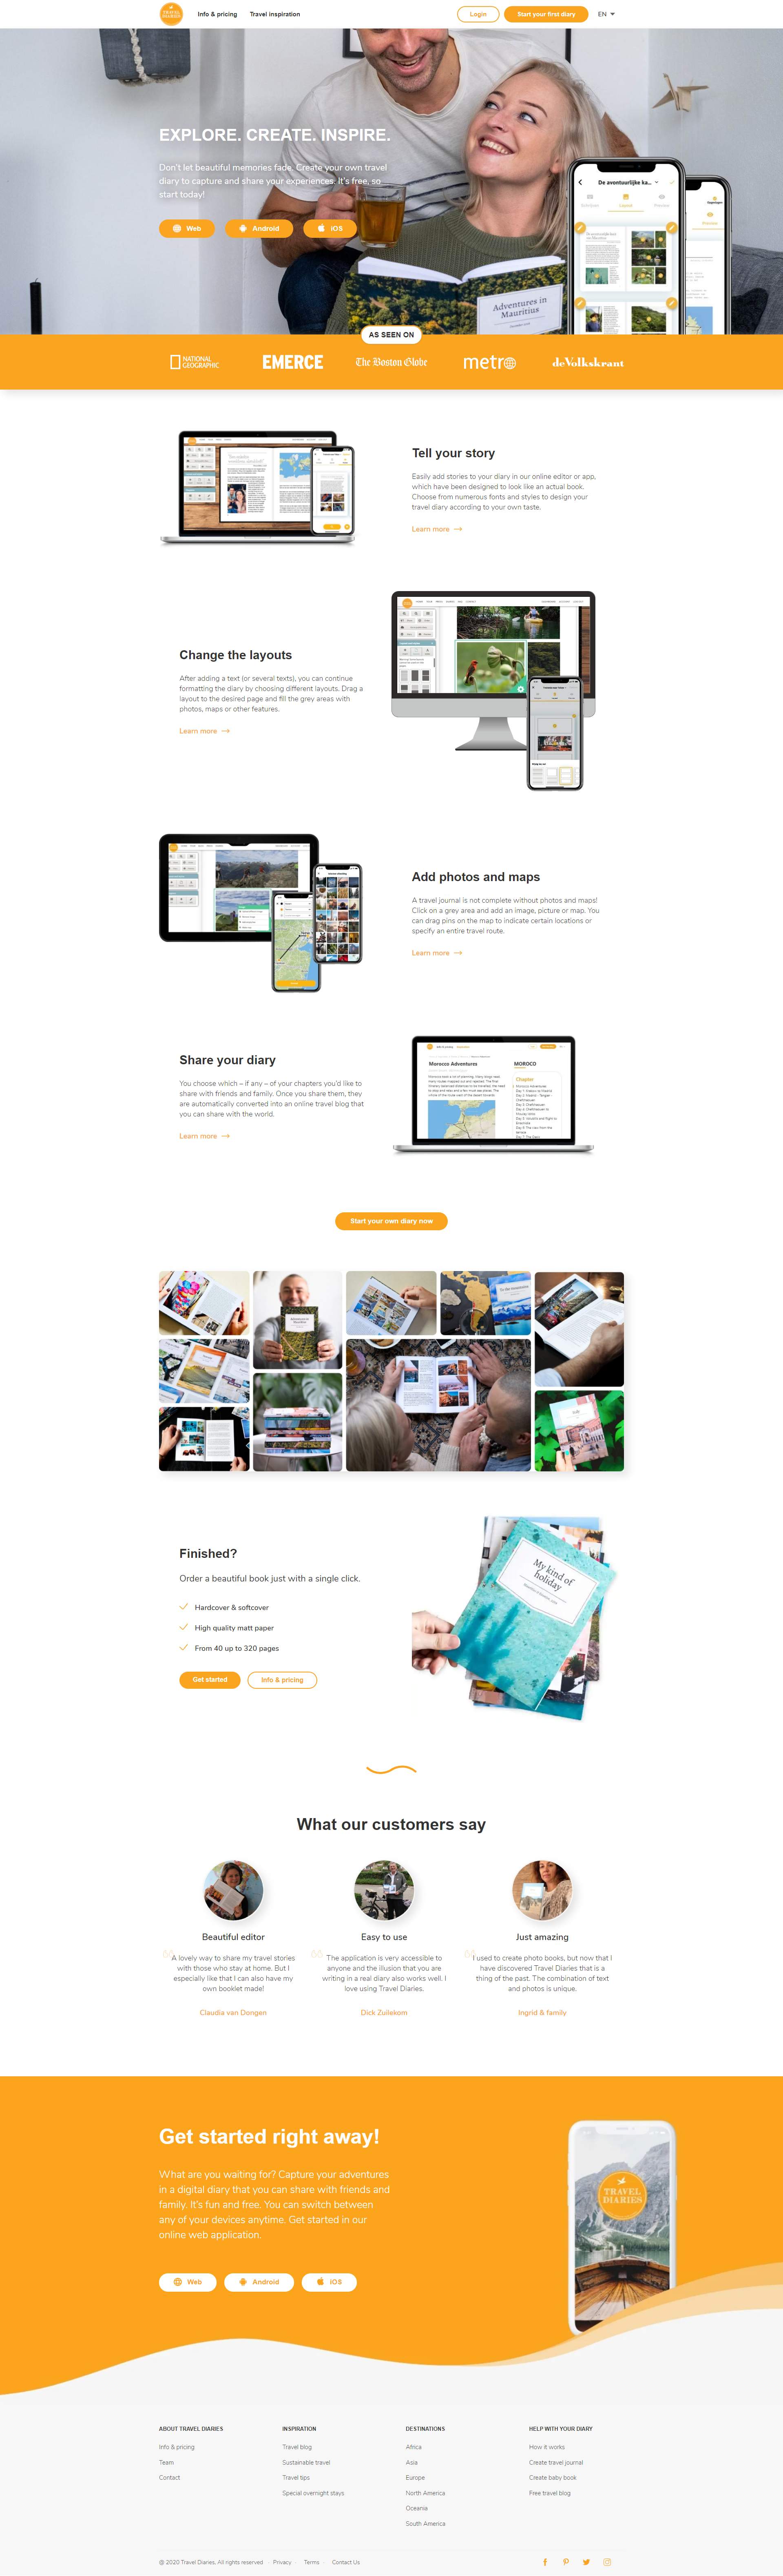 TRAVEL DIARIES
Info & pricing
Travel inspiration
Login
Start your first diary
EN
EXPLORE. CREATE. INSPIRE.
Don't let beautiful memories fade. Create your own travel
diary to capture and share your experiences. It's free, so
start today!
Web
Android
iOS
De avontuurlijke ka...
Layout
Preview
Adventures in
Mauritius
AS SEEN ON
NATIONAL
GEOGRAPHIC
EMERCE
The Boston Globe
metro
deVolkskrant
Tell your story
Easily add stories to your diary in our online editor or app,
which have been designed to look like an actual book.
Choose from numerous fonts and styles to design your
travel diary according to your own taste.
Learn more
Change the layouts
After adding a text (or several texts), you can continue
formatting the diary by choosing different layouts. Drag a
layout to the desired page and fill the grey areas with
photos, maps or other features.
Learn more
Add photos and maps
A travel journal is not complete without photos and maps!
Click on a grey area and add an image, picture or map. You
can drag pins on the map to indicate certain locations or
specify an entire travel route.
Learn more
Share your diary
You choose which – if any – of your chapters you'd like to
share with friends and family. Once you share them, they
are automatically converted into an online travel blog that
you can share with the world.
Learn more
Morocco Adventures
MOROCO
Chapter
Start your own diary now
Finished?
Order a beautiful book just with a single click.
Hardcover & softcover
High quality matt paper
From 40 up to 320 pages
Get started
Info & pricing
My kind of
holiday
What our customers say
Beautiful editor
A lovely way to share my travel stories
with those who stay at home. But I
especially like that I can also have my
own booklet made!
Claudia van Dongen
Easy to use
The application is very accessible to
anyone and the illusion that you are
writing in a real diary also works well. I
love using Travel Diaries.
Dick Zuilekom
Just amazing
I used to create photo books, but now that I
have discovered Travel Diaries that is a
thing of the past. The combination of text
and photos is unique.
Ingrid & family
Get started right away!
What are you waiting for? Capture your adventures
in a digital diary that you can share with friends and
family. It's fun and free. You can switch between
any of your devices anytime. Get started in our
online web application.
Web
Android
iOS
TRAVEL
DIARIES
ABOUT TRAVEL DIARIES
Info & pricing
Team
Contact
INSPIRATION
Travel blog
Sustainable travel
Travel tips
Special overnight stays
DESTINATIONS
Africa
Asia
Europe
North America
Oceania
South America
HELP WITH YOUR DIARY
How it works
Create travel journal
Create baby book
Free travel blog
@ 2020 Travel Diaries. All rights reserved
Privacy
Terms
Contact Us